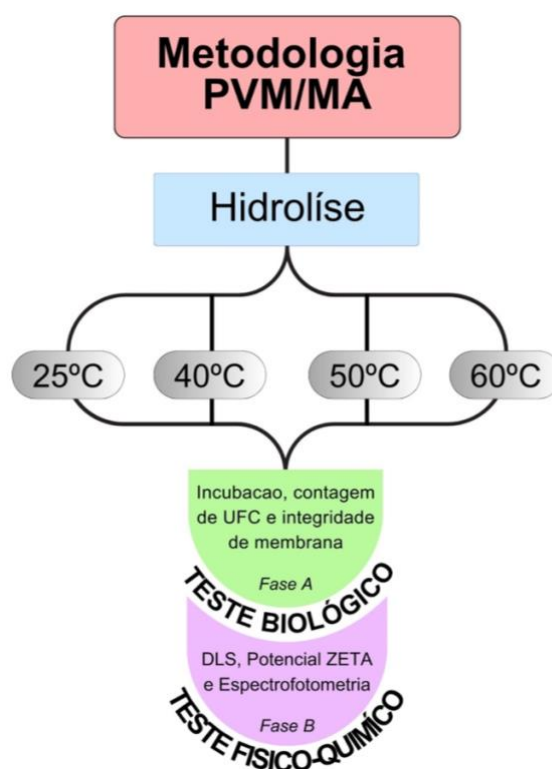 Metodologia
PVM/MA
Hidrolíse
25ºC 40ºC 50ºC 60ºC
Incubacao, contagem
de UFC e integridade
de membrana
Fase A
TESTE BIOLÓGICO
DLS, Potencial ZETA
e Espectrofotometria
Fase B
TESTE FISICO-QUIMÍCO